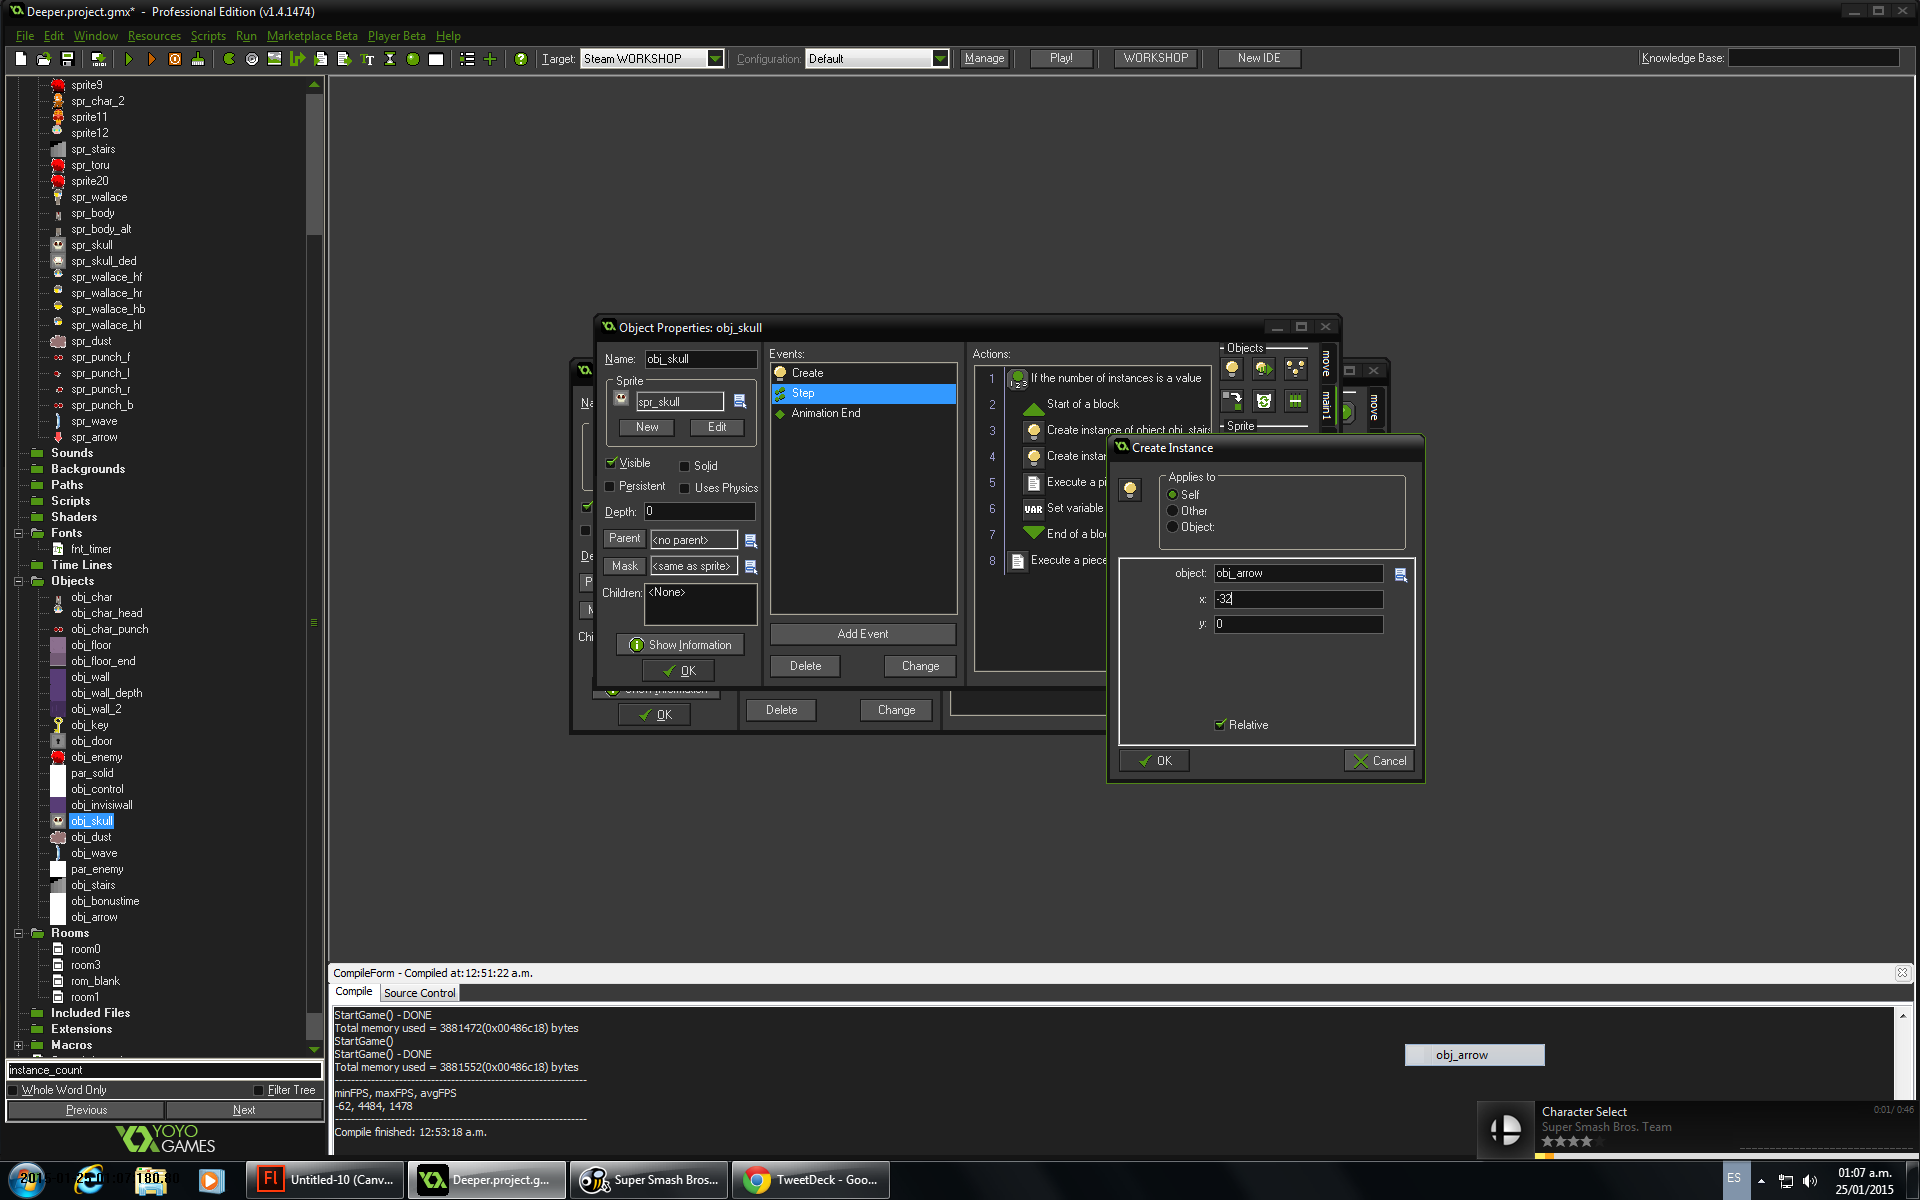 Deeper.project.gmx* - Professional Edition (v1.4.1474)
File Edit Window Resources Scripts Run Marketplace Beta Player Beta Help
Target: Steam WORKSHOP Configuration: Default Manage Play! WORKSHOP New IDE Knowledge Base:
sprite9
spr_char_2
sprite11
sprite12
spr_stairs
spr_toru
sprite20
spr_wallace
spr_body
spr_body_alt
spr_skull
spr_skull_ded
spr_wallace_hf
spr_wallace_hr
spr_wallace_hb
spr_wallace_hl
spr_dust
spr_punch_f
spr_punch_l
spr_punch_r
spr_punch_b
spr_wave
spr_arrow
Sounds
Backgrounds
Paths
Scripts
Shaders
Fonts
fnt_timer
Time Lines
Objects
obj_char
obj_char_head
obj_char_punch
obj_floor
obj_floor_end
obj_wall
obj_wall_depth
obj_wall_2
obj_key
obj_door
obj_enemy
par_solid
obj_control
obj_invisiwall
obj_skull
obj_dust
obj_wave
par_enemy
obj_stairs
obj_bonustime
obj_arrow
Rooms
room0
room3
rom_blank
room1
Included Files
Extensions
Macros
instance_count
Whole Word Only Filter Tree
Previous Next
YOYO
GAMES
Object Properties: obj_skull
Name: obj_skull
Sprite
spr_skull
New Edit
Visible Solid
Persistent Uses Physics
Depth: 0
Parent <no parent>
Mask <same as sprite>
Children: <None>
Show Information
OK
Events:
Create
Step
Animation End
Add Event
Delete Change
Actions:
1 If the number of instances is a value
2 Start of a block
3 Create instance of object obj_stairs
4 Create instan
5 Execute a pi
6 VAR Set variable
7 End of a bloc
8 Execute a piece
Objects
Sprite
move
main1
move
OK
Delete Change
Create Instance
Applies to
Self
Other
Object:
object: obj_arrow
x: -32
y: 0
Relative
OK Cancel
CompileForm - Compiled at:12:51:22 a.m.
Compile Source Control
StartGame() - DONE
Total memory used = 3881472(0x00486c18) bytes
StartGame()
StartGame() - DONE
Total memory used = 3881552(0x00486c18) bytes
minFPS, maxFPS, avgFPS
-62, 4484, 1478
Compile finished: 12:53:18 a.m.
obj_arrow
Character Select 0:01/ 0:46
Super Smash Bros. Team
Untitled-10 (Canv...
Deeper.project.g...
Super Smash Bros...
TweetDeck - Goo...
ES
01:07 a.m.
25/01/2015